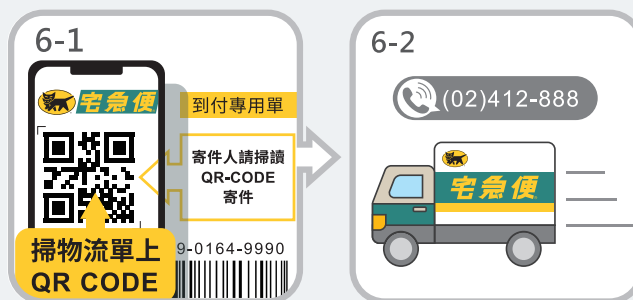 6-1
宅急便
到付專用單
寄件人請掃讀
QR-CODE
寄件
掃物流單上
QR CODE
9-0164-9990
6-2
(02)412-888
宅急便